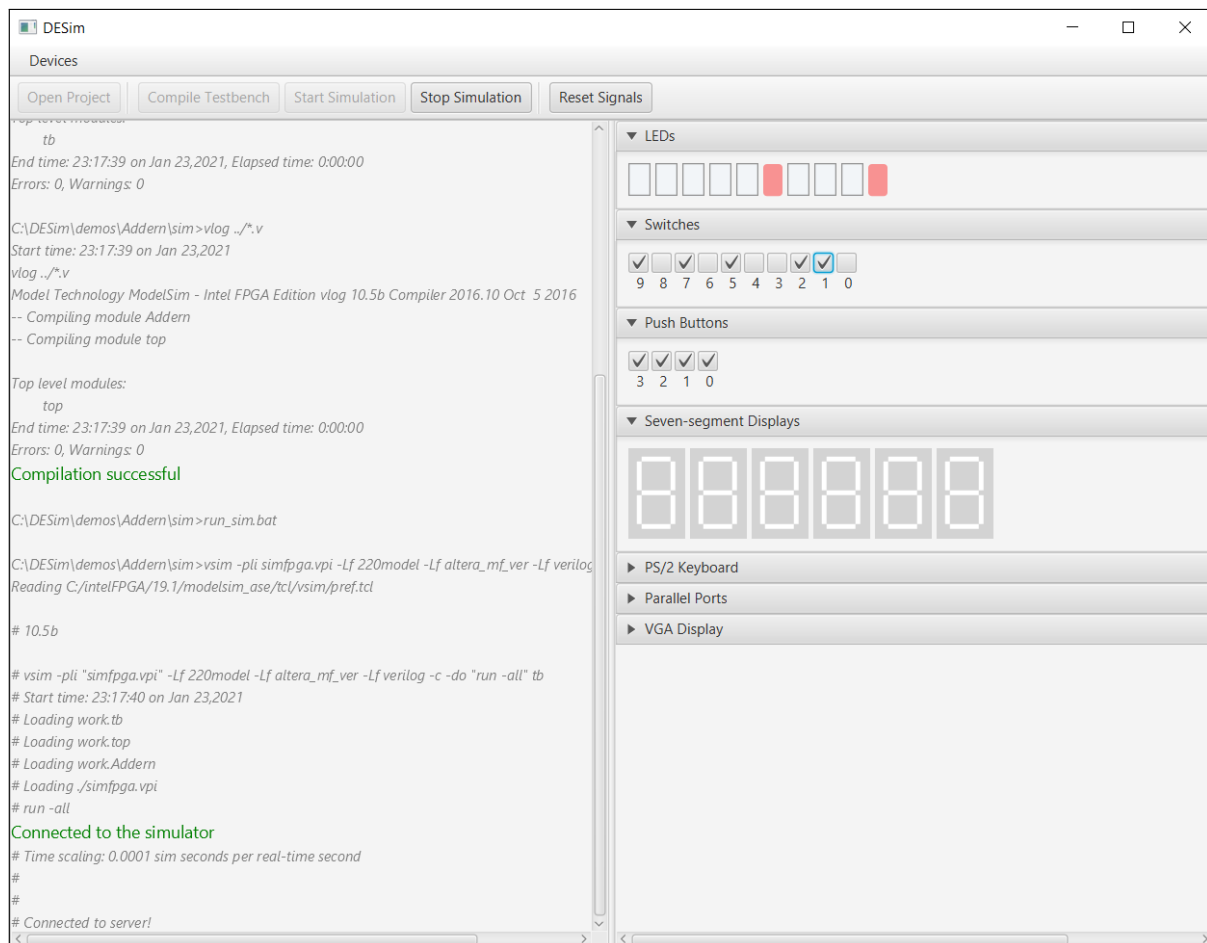 DESim
Devices
Open Project
Compile Testbench
Start Simulation
Stop Simulation
Reset Signals
Top level modules:
tb
End time: 23:17:39 on Jan 23,2021, Elapsed time: 0:00:00
Errors: 0, Warnings: 0
C:\DESim\demos\Addern\sim>vlog ../*.v
Start time: 23:17:39 on Jan 23,2021
vlog ../*.v
Model Technology ModelSim - Intel FPGA Edition vlog 10.5b Compiler 2016.10 Oct  5 2016
-- Compiling module Addern
-- Compiling module top
Top level modules:
top
End time: 23:17:39 on Jan 23,2021, Elapsed time: 0:00:00
Errors: 0, Warnings: 0
Compilation successful
C:\DESim\demos\Addern\sim>run_sim.bat
C:\DESim\demos\Addern\sim>vsim -pli simfpga.vpi -Lf 220model -Lf altera_mf_ver -Lf verilog
Reading C:/intelFPGA/19.1/modelsim_ase/tcl/vsim/pref.tcl
# 10.5b
# vsim -pli "simfpga.vpi" -Lf 220model -Lf altera_mf_ver -Lf verilog -c -do "run -all" tb
# Start time: 23:17:40 on Jan 23,2021
# Loading work.tb
# Loading work.top
# Loading work.Addern
# Loading ./simfpga.vpi
# run -all
Connected to the simulator
# Time scaling: 0.0001 sim seconds per real-time second
#
#
# Connected to server!
LEDs
Switches
9 8 7 6 5 4 3 2 1 0
Push Buttons
3 2 1 0
Seven-segment Displays
PS/2 Keyboard
Parallel Ports
VGA Display